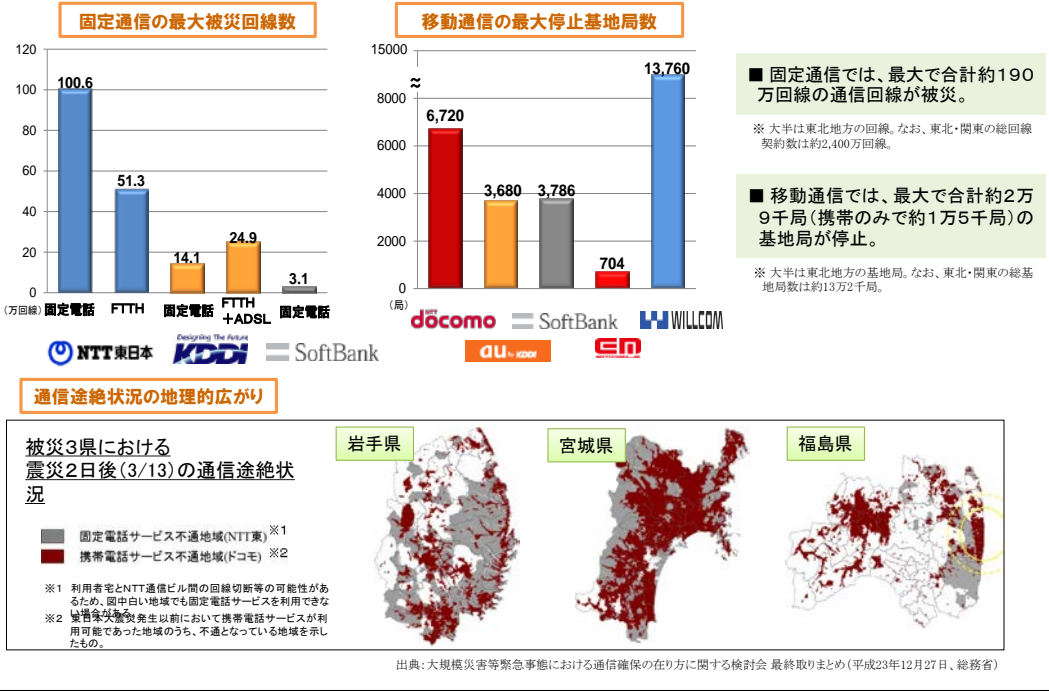 固定通信の最大被災回線数
120
100
80
60
40
20
0
(万回線)
100.6
51.3
14.1
24.9
3.1
固定電話
FTTH
固定電話
FTTH
+ADSL
固定電話
NTT東日本
Designing The Future
KDDI
SoftBank
移動通信の最大停止基地局数
15000
≈
8000
6000
4000
2000
0
(局)
6,720
3,680
3,786
704
13,760
NTT
döcomo
SoftBank
WILLCOM
au by KDDI
EM
■ 固定通信では、最大で合計約190
万回線の通信回線が被災。
※ 大半は東北地方の回線。なお、東北・関東の総回線
契約数は約2,400万回線。
■ 移動通信では、最大で合計約2万
9千局(携帯のみで約1万5千局)の
基地局が停止。
※ 大半は東北地方の基地局。なお、東北・関東の総基
地局数は約13万2千局。
通信途絶状況の地理的広がり
被災3県における
震災2日後(3/13)の通信途絶状
況
固定電話サービス不通地域(NTT東)※1
携帯電話サービス不通地域(ドコモ) ※2
※1 利用者宅とNTT通信ビル間の回線切断等の可能性があ
るため、図中白い地域でも固定電話サービスを利用できな
い場合がある。
※2 東日本大震災発生以前において携帯電話サービスが利
用可能であった地域のうち、不通となっている地域を示し
たもの。
岩手県
宮城県
福島県
出典:大規模災害等緊急事態における通信確保の在り方に関する検討会 最終取りまとめ(平成23年12月27日、総務省)